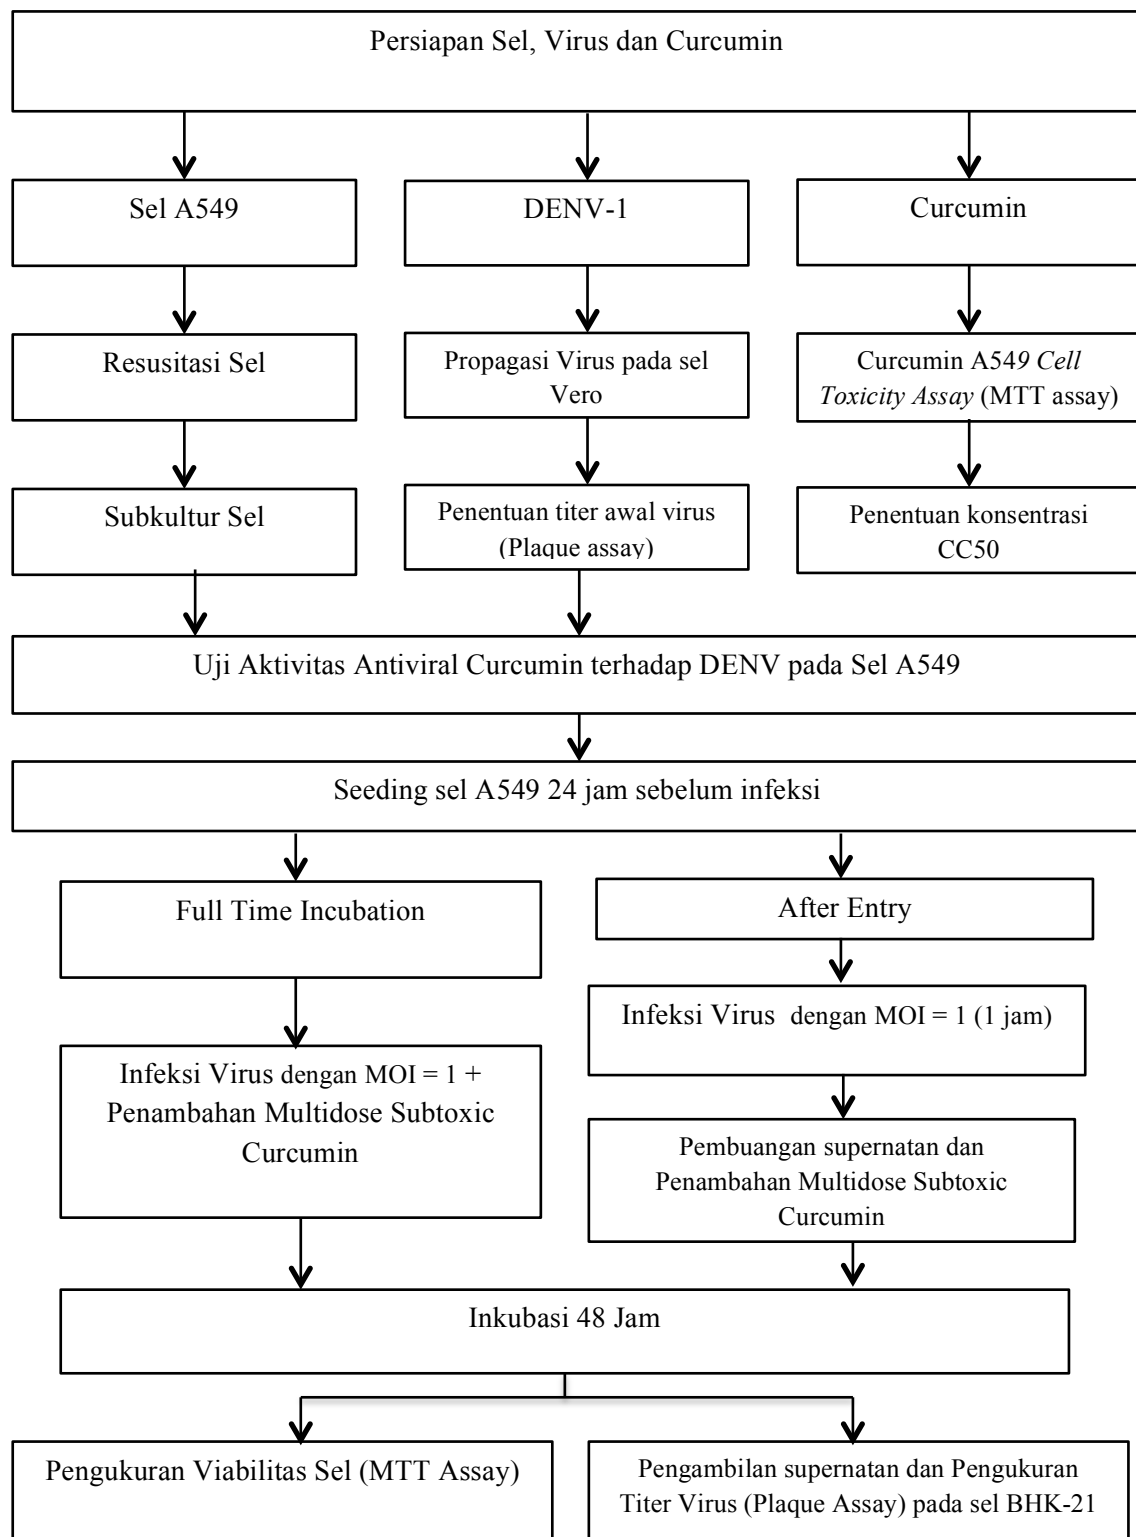 Persiapan Sel, Virus dan Curcumin
Sel A549
DENV-1
Curcumin
Resusitasi Sel
Propagasi Virus pada sel
Vero
Curcumin A549 Cell
Toxicity Assay (MTT assay)
Subkultur Sel
Penentuan titer awal virus
(Plaque assay)
Penentuan konsentrasi
CC50
Uji Aktivitas Antiviral Curcumin terhadap DENV pada Sel A549
Seeding sel A549 24 jam sebelum infeksi
Full Time Incubation
After Entry
Infeksi Virus dengan MOI = 1 (1 jam)
Infeksi Virus dengan MOI = 1 +
Penambahan Multidose Subtoxic
Curcumin
Pembuangan supernatan dan
Penambahan Multidose Subtoxic
Curcumin
Inkubasi 48 Jam
Pengukuran Viabilitas Sel (MTT Assay)
Pengambilan supernatan dan Pengukuran
Titer Virus (Plaque Assay) pada sel BHK-21